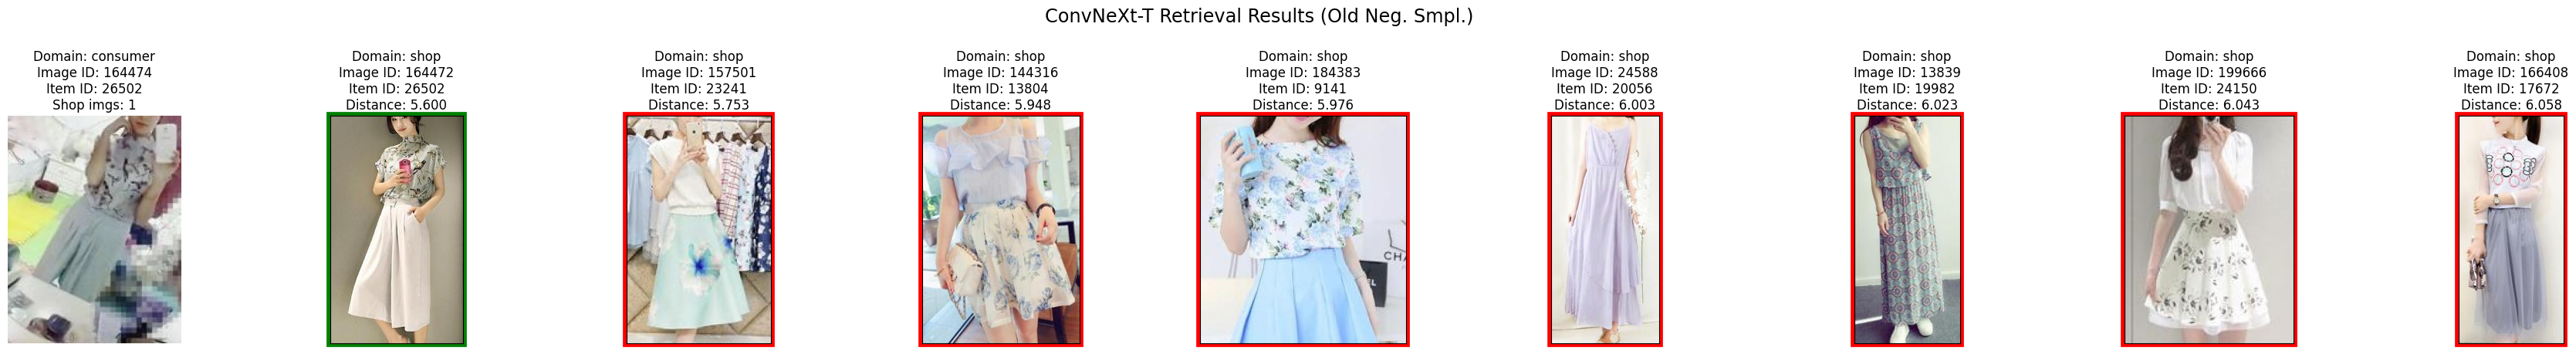 ConvNeXt-T Retrieval Results (Old Neg. Smpl.)
Domain: consumer
Image ID: 164474
Item ID: 26502
Shop imgs: 1
Domain: shop
Image ID: 164472
Item ID: 26502
Distance: 5.600
Domain: shop
Image ID: 157501
Item ID: 23241
Distance: 5.753
Domain: shop
Image ID: 144316
Item ID: 13804
Distance: 5.948
Domain: shop
Image ID: 184383
Item ID: 9141
Distance: 5.976
Domain: shop
Image ID: 24588
Item ID: 20056
Distance: 6.003
Domain: shop
Image ID: 13839
Item ID: 19982
Distance: 6.023
Domain: shop
Image ID: 199666
Item ID: 24150
Distance: 6.043
Domain: shop
Image ID: 166408
Item ID: 17672
Distance: 6.058
CHA